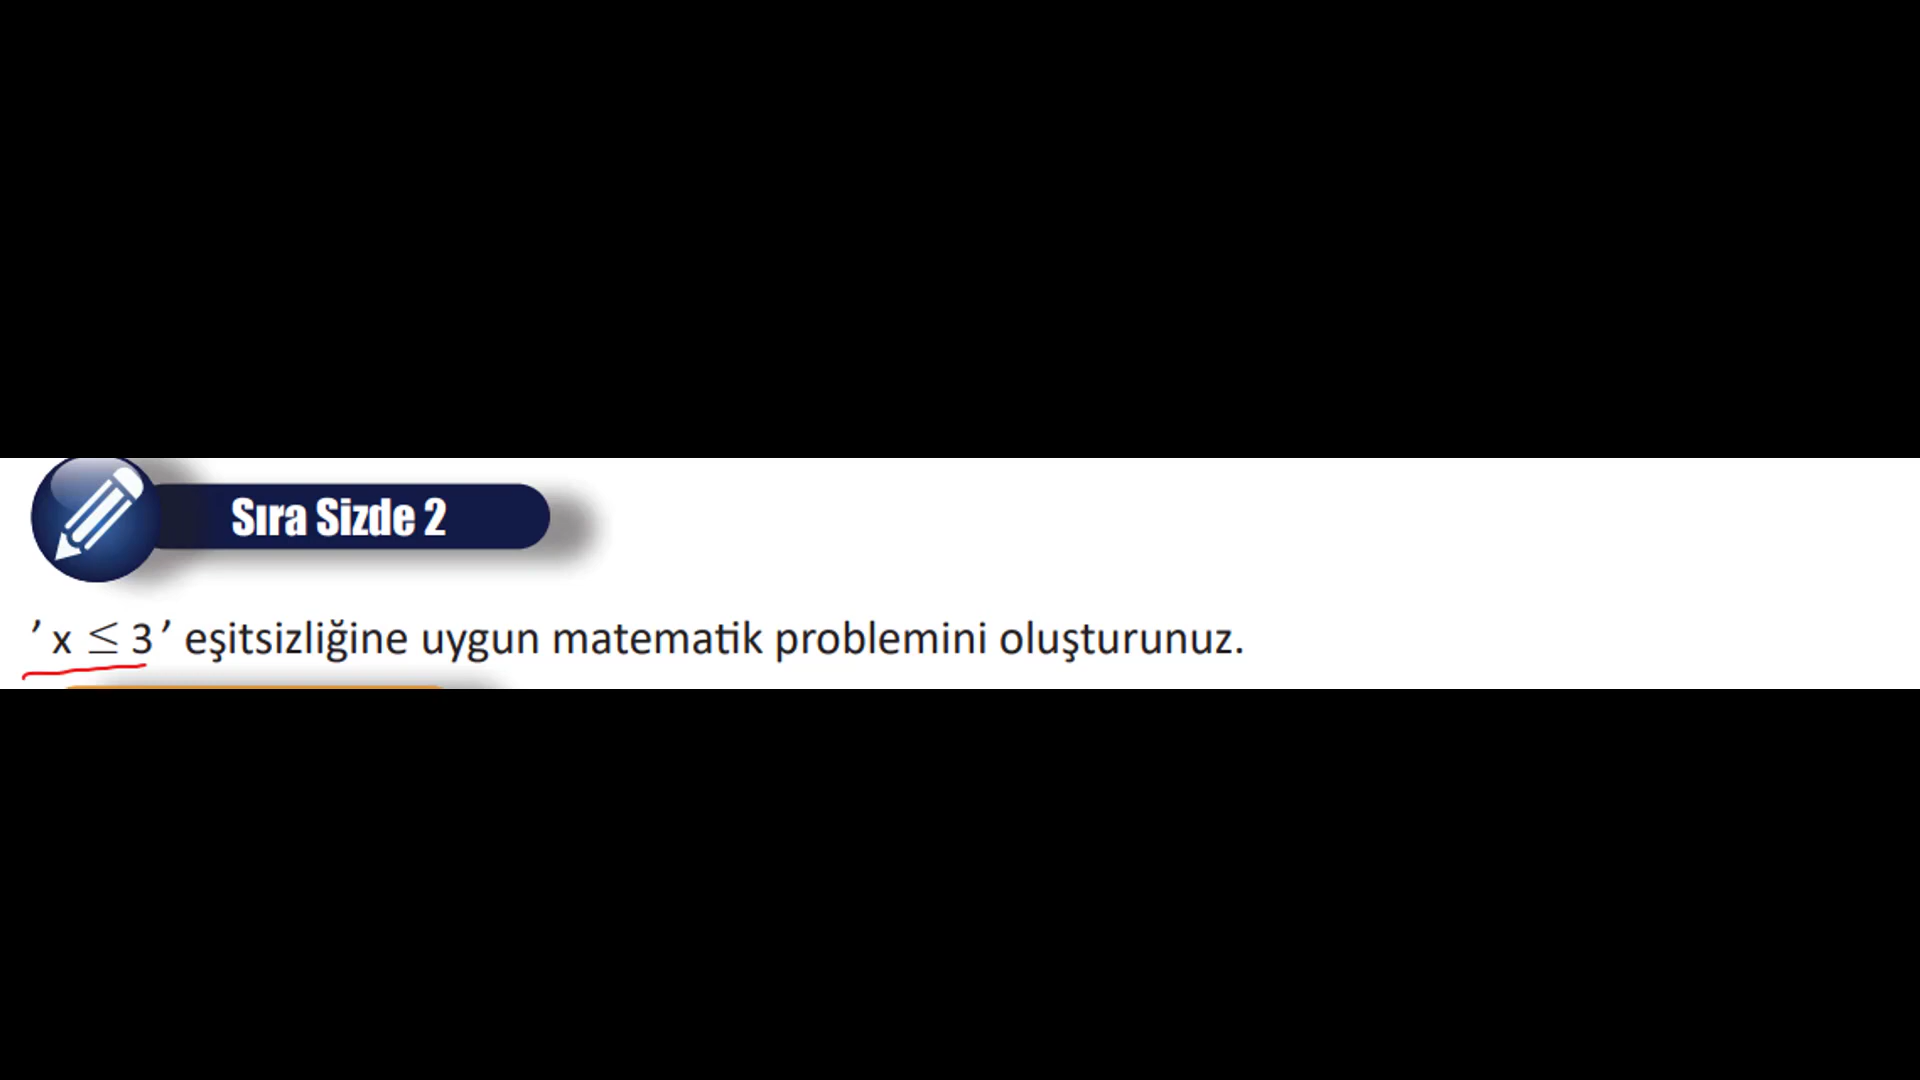 Sıra Sizde 2
’ x ≤ 3 ’ eşitsizliğine uygun matematik problemini oluşturunuz.